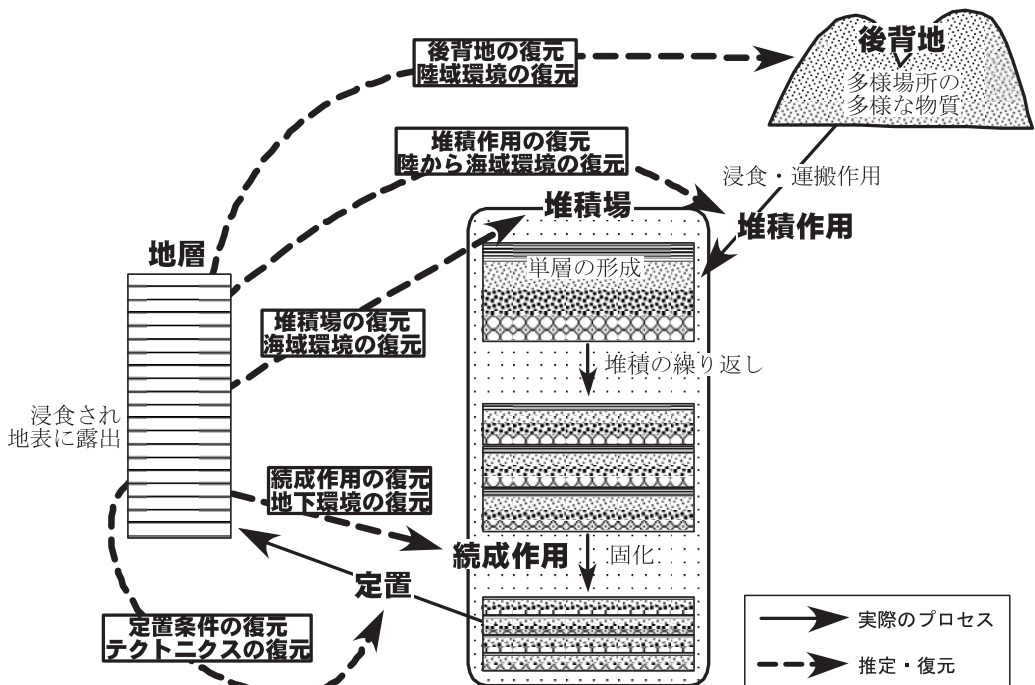 後背地の復元
陸域環境の復元
後背地
多様場所の
多様な物質
堆積作用の復元
陸から海域環境の復元
浸食・運搬作用
堆積場
堆積作用
地層
単層の形成
堆積場の復元
海域環境の復元
堆積の繰り返し
浸食され
地表に露出
続成作用の復元
地下環境の復元
続成作用
固化
定置
定置条件の復元
テクトニクスの復元
実際のプロセス
推定・復元